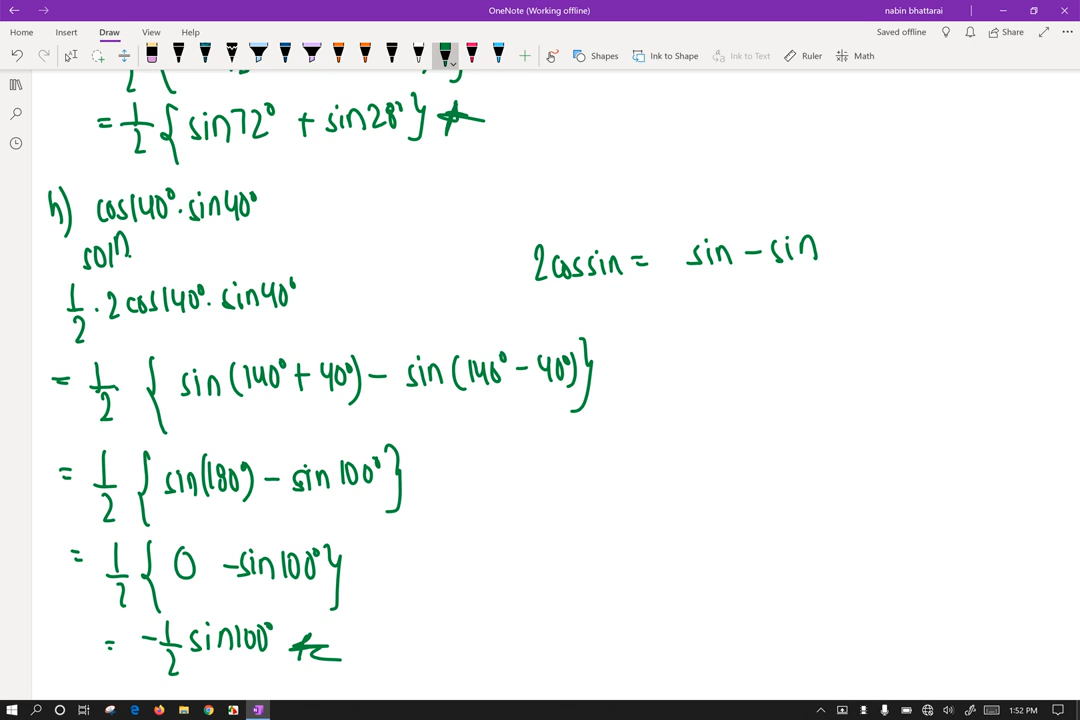 OneNote (Working offline)
nabin bhattarai
Home Insert Draw View Help
Saved offline
Share
Shapes
Ink to Shape
Ink to Text
Ruler
Math
= 1/2 {sin72° + sin28°}
h) cos140°·sin40°
soln
1/2 · 2cos140°·sin40°
2cossin = sin - sin
= 1/2 {sin(140° + 40°) - sin(140° - 40°)}
= 1/2 {sin(180°) - sin100°}
= 1/2 {0 - sin100°}
= -1/2 sin100°
1:52 PM